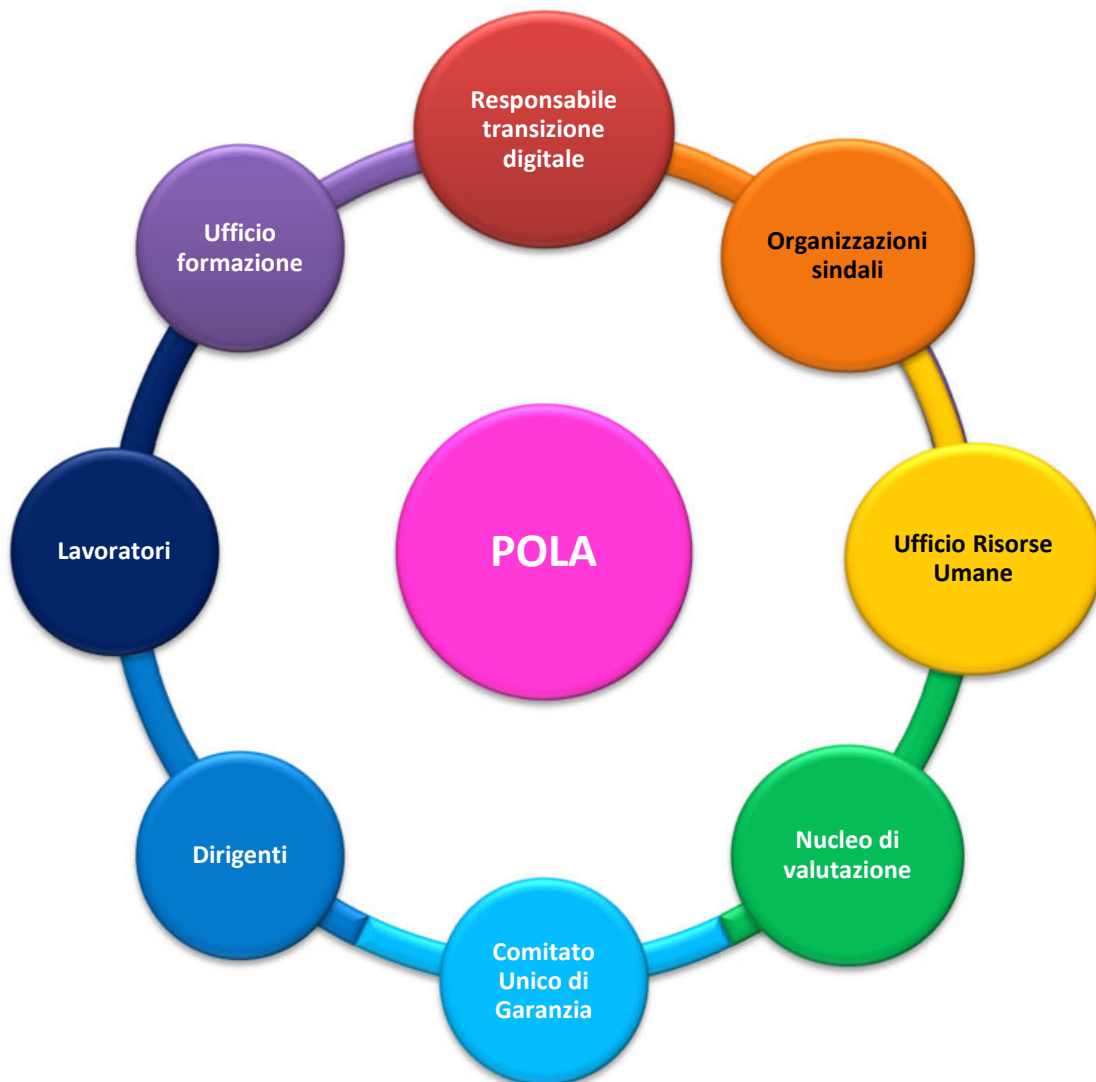 Responsabile
transizione
digitale
Organizzazioni
sindali
Ufficio Risorse
Umane
Nucleo di
valutazione
Comitato
Unico di
Garanzia
Dirigenti
Lavoratori
Ufficio
formazione
POLA